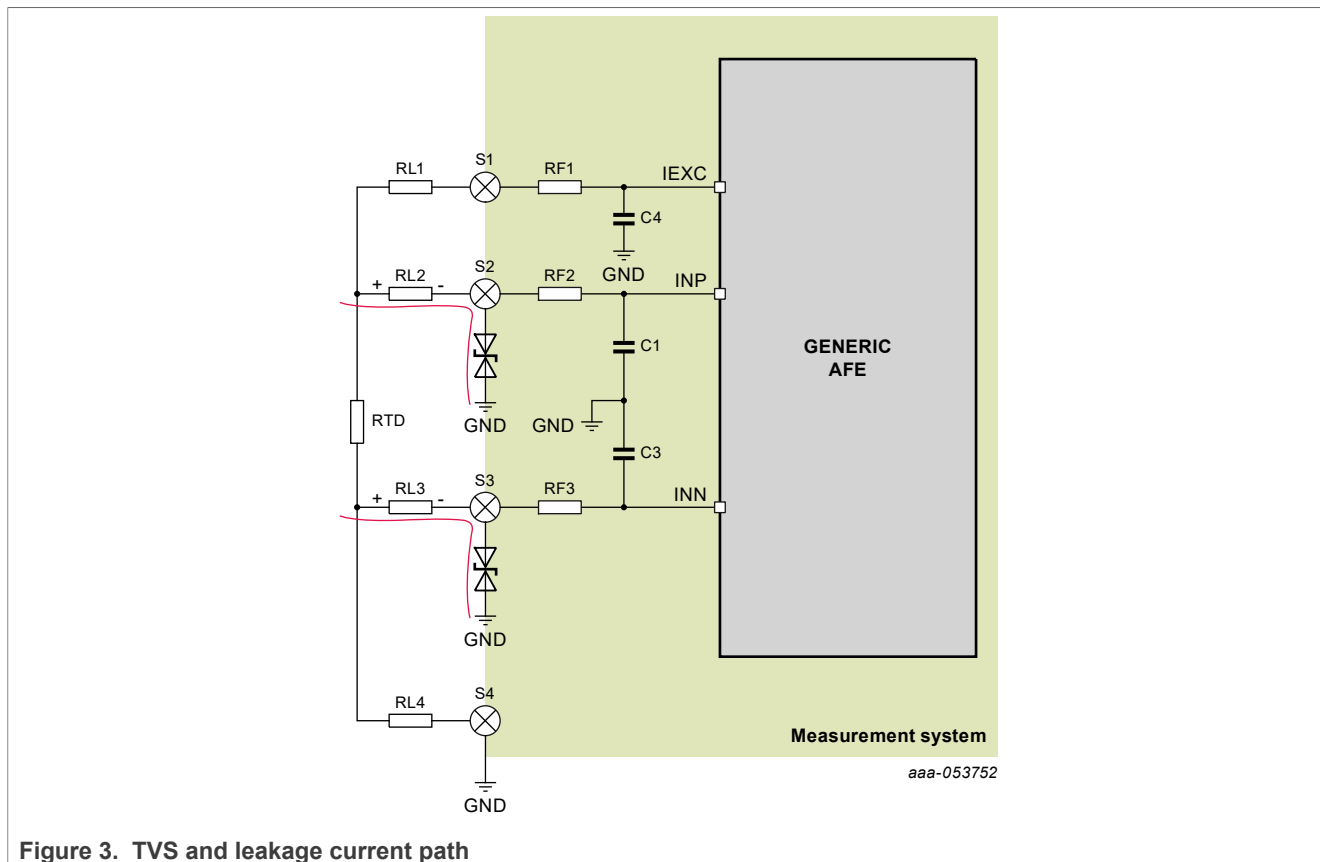 S1
RL1
RF1
IEXC
C4
GND
S2
+ RL2 -
RF2
INP
C1
GENERIC
AFE
GND
GND
RTD
C3
S3
+ RL3 -
RF3
INN
GND
S4
RL4
Measurement system
aaa-053752
GND
Figure 3. TVS and leakage current path